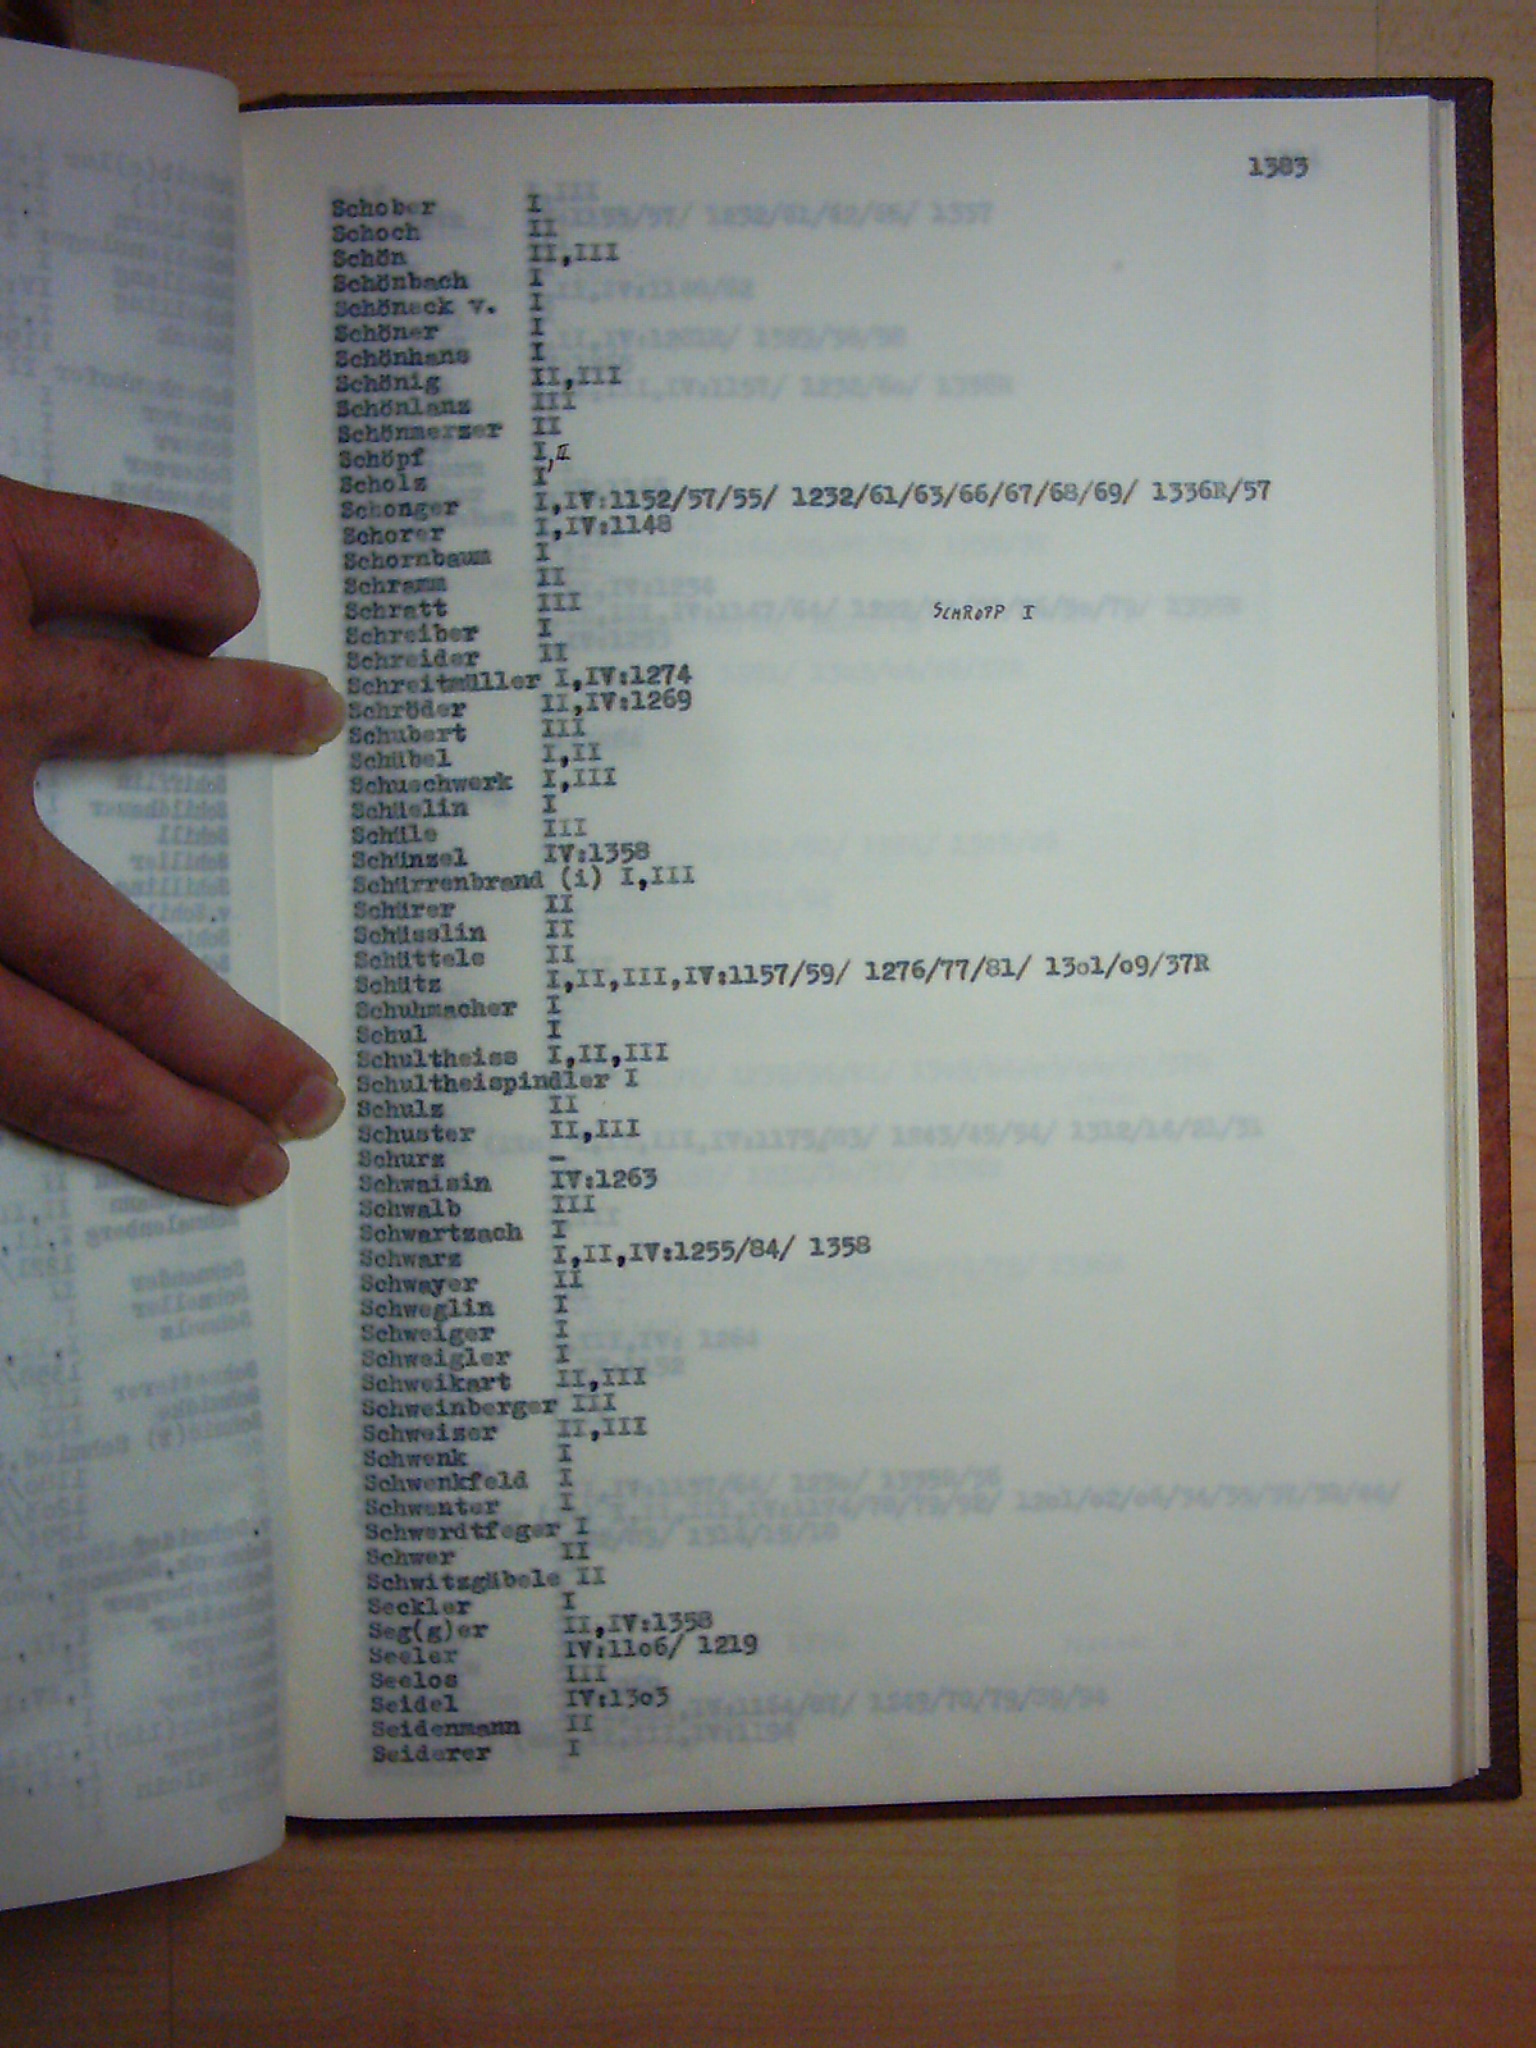 1383
Schober I
Schoch II
Schön II,III
Schönbach I
Schöneck v. I
Schöner I
Schönhans I
Schönig II,III
Schönlanz III
Schönmerzer II
Schöpf I,II
Scholz I
Schonger I,IV:1152/57/55/ 1232/61/63/66/67/68/69/ 1336R/57
Schorer I,IV:1148
Schornbaum I
Schramm II
Schratt III
SCHROPP I
Schreiber I
Schreider II
Schreitmüller I,IV:1274
Schröder II,IV:1269
Schubert III
Schübel I,II
Schuechwerk I,III
Schüelin I
Schüle III
Schünzel IV:1358
Schürrenbrand (i) I,III
Schürer II
Schüsslin II
Schüttele II
Schütz I,II,III,IV:1157/59/ 1276/77/81/ 13o1/o9/37R
Schuhmacher I
Schul I
Schultheiss I,II,III
Schultheispindler I
Schulz II
Schuster II,III
Schurz -
Schwaisin IV:1263
Schwalb III
Schwartzach I
Schwarz I,II,IV:1255/84/ 1358
Schwayer II
Schweglin I
Schweiger I
Schweigler I
Schweikart II,III
Schweinberger III
Schweizer II,III
Schwenk I
Schwenkfeld I
Schwenter I
Schwerdtfeger I
Schwer II
Schwitzgäbele II
Seckler I
Seg(g)er II,IV:1358
Seeler IV:11o6/ 1219
Seelos III
Seidel IV:13o3
Seidenmann II
Seiderer I